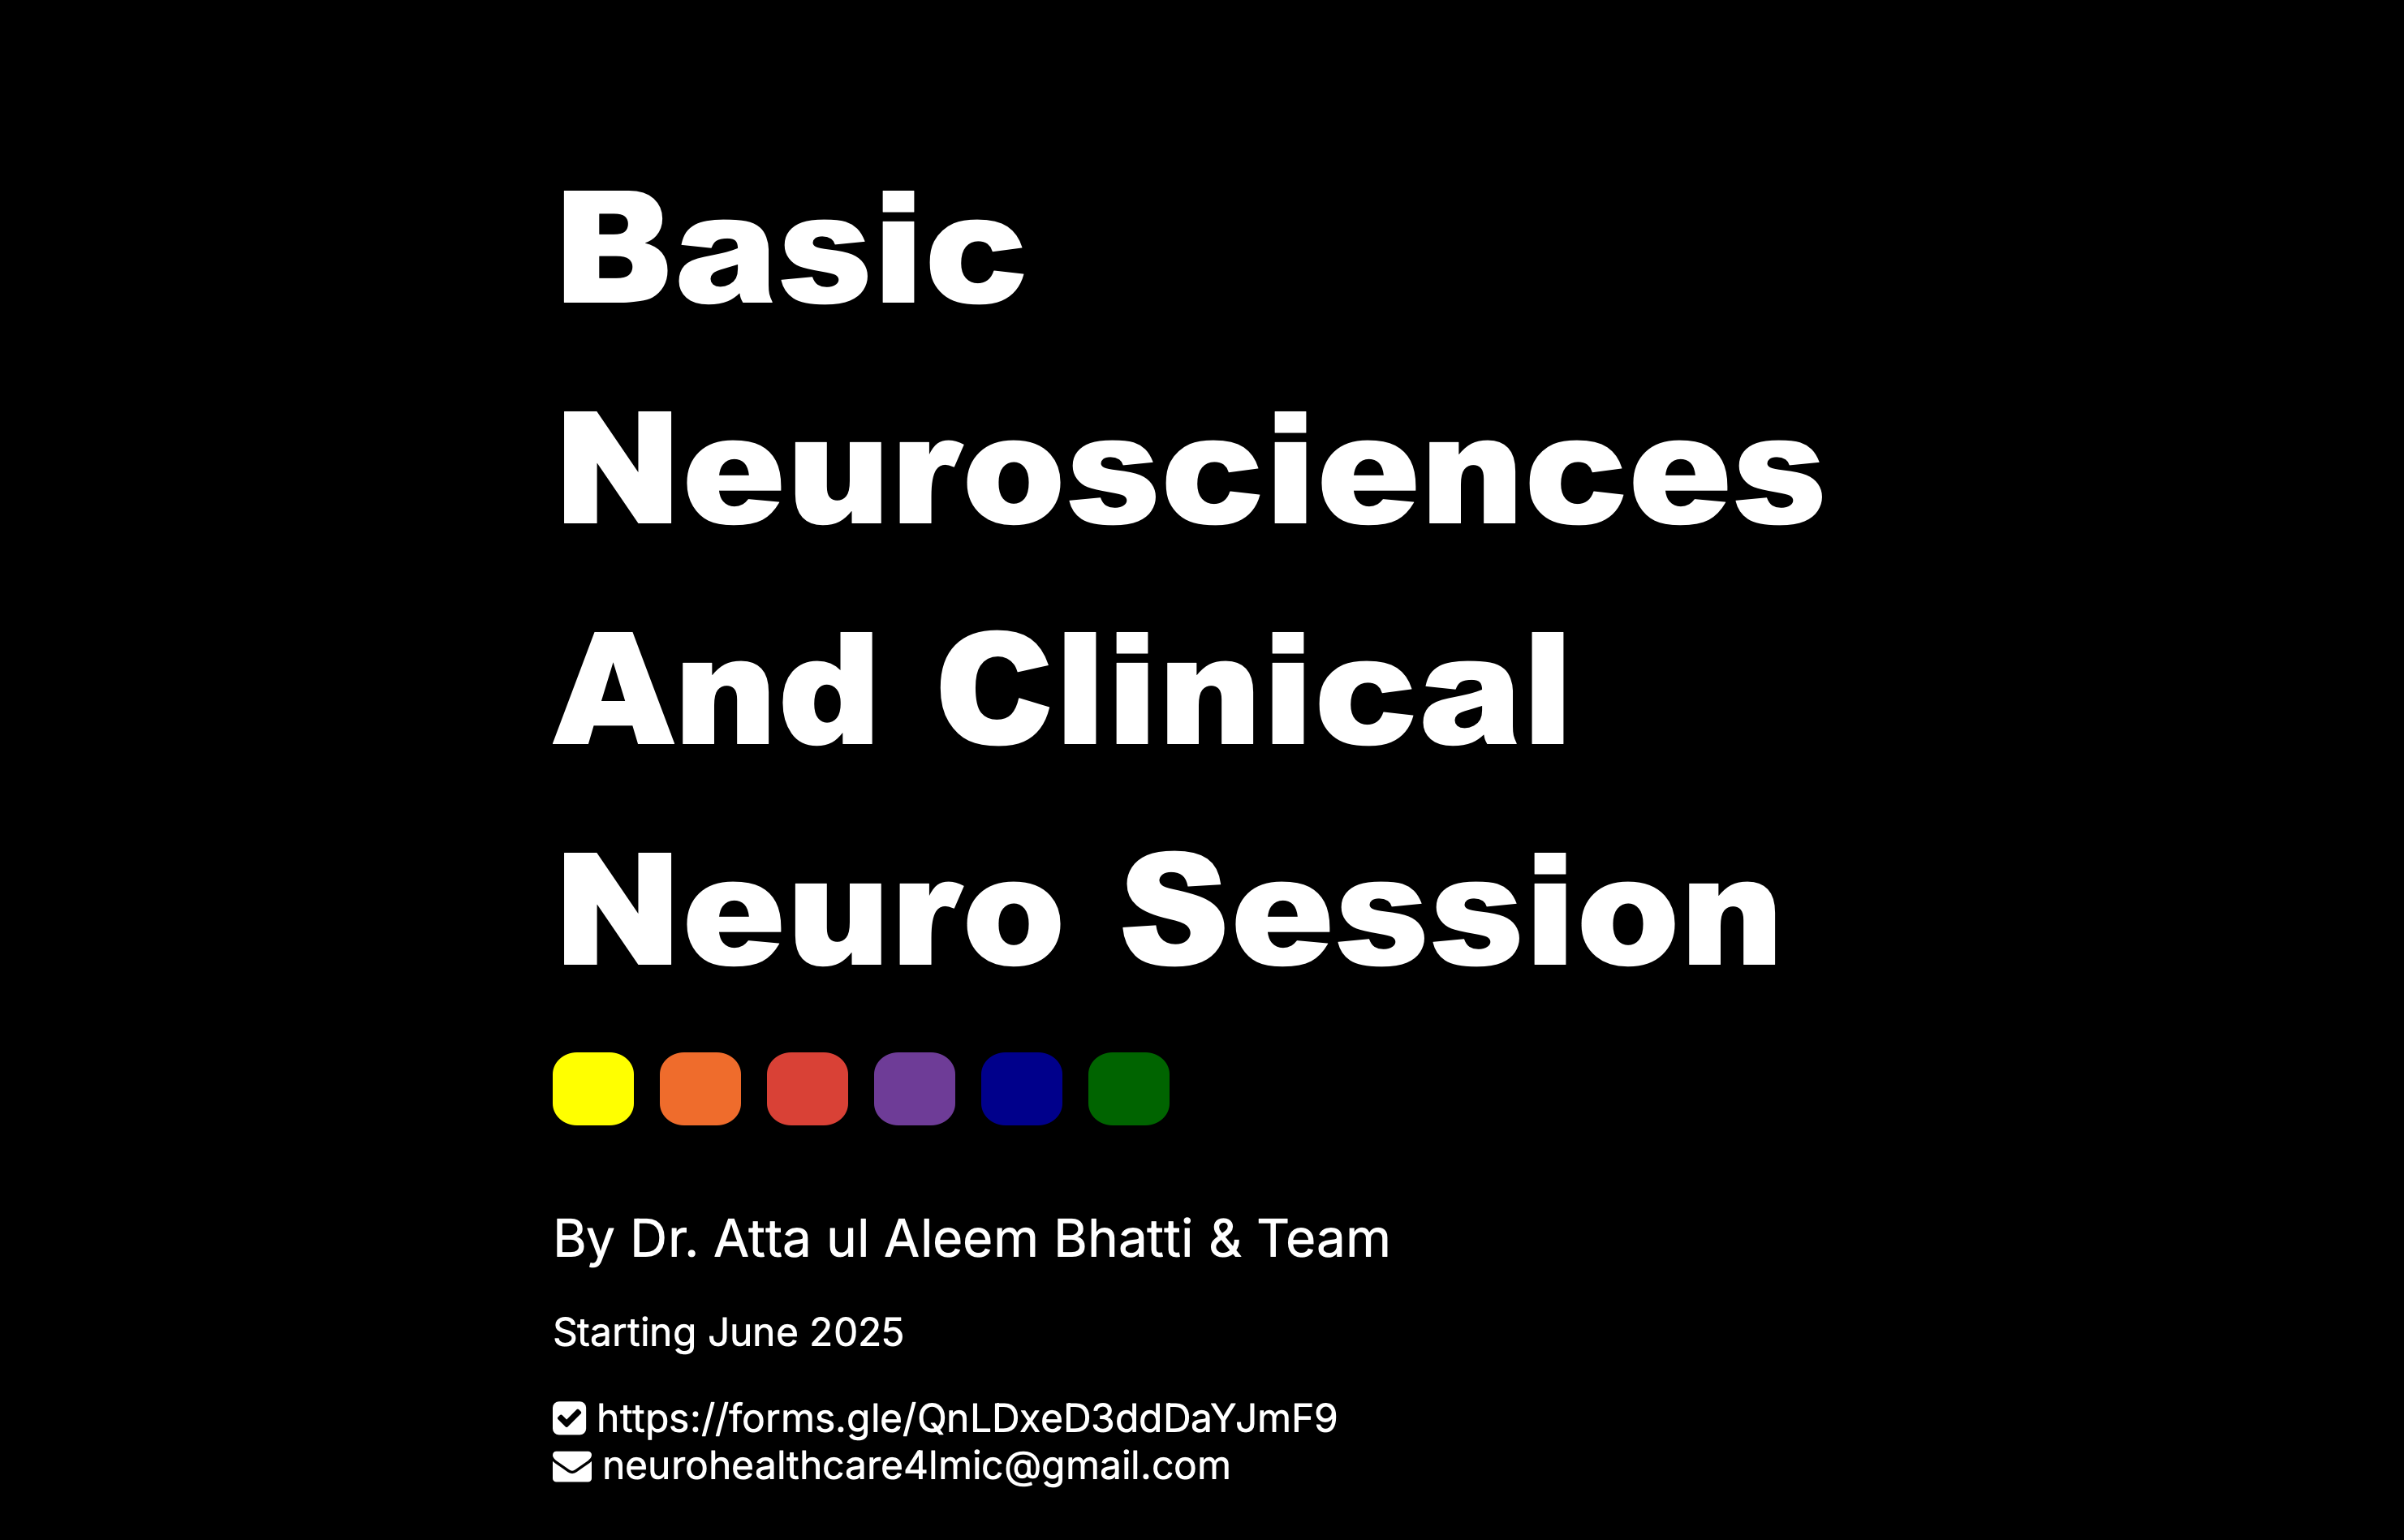 Basic
Neurosciences
And Clinical
Neuro Session
By Dr. Atta ul Aleem Bhatti & Team
Starting June 2025
https://forms.gle/QnLDxeD3ddDaYJmF9
neurohealthcare4lmic@gmail.com